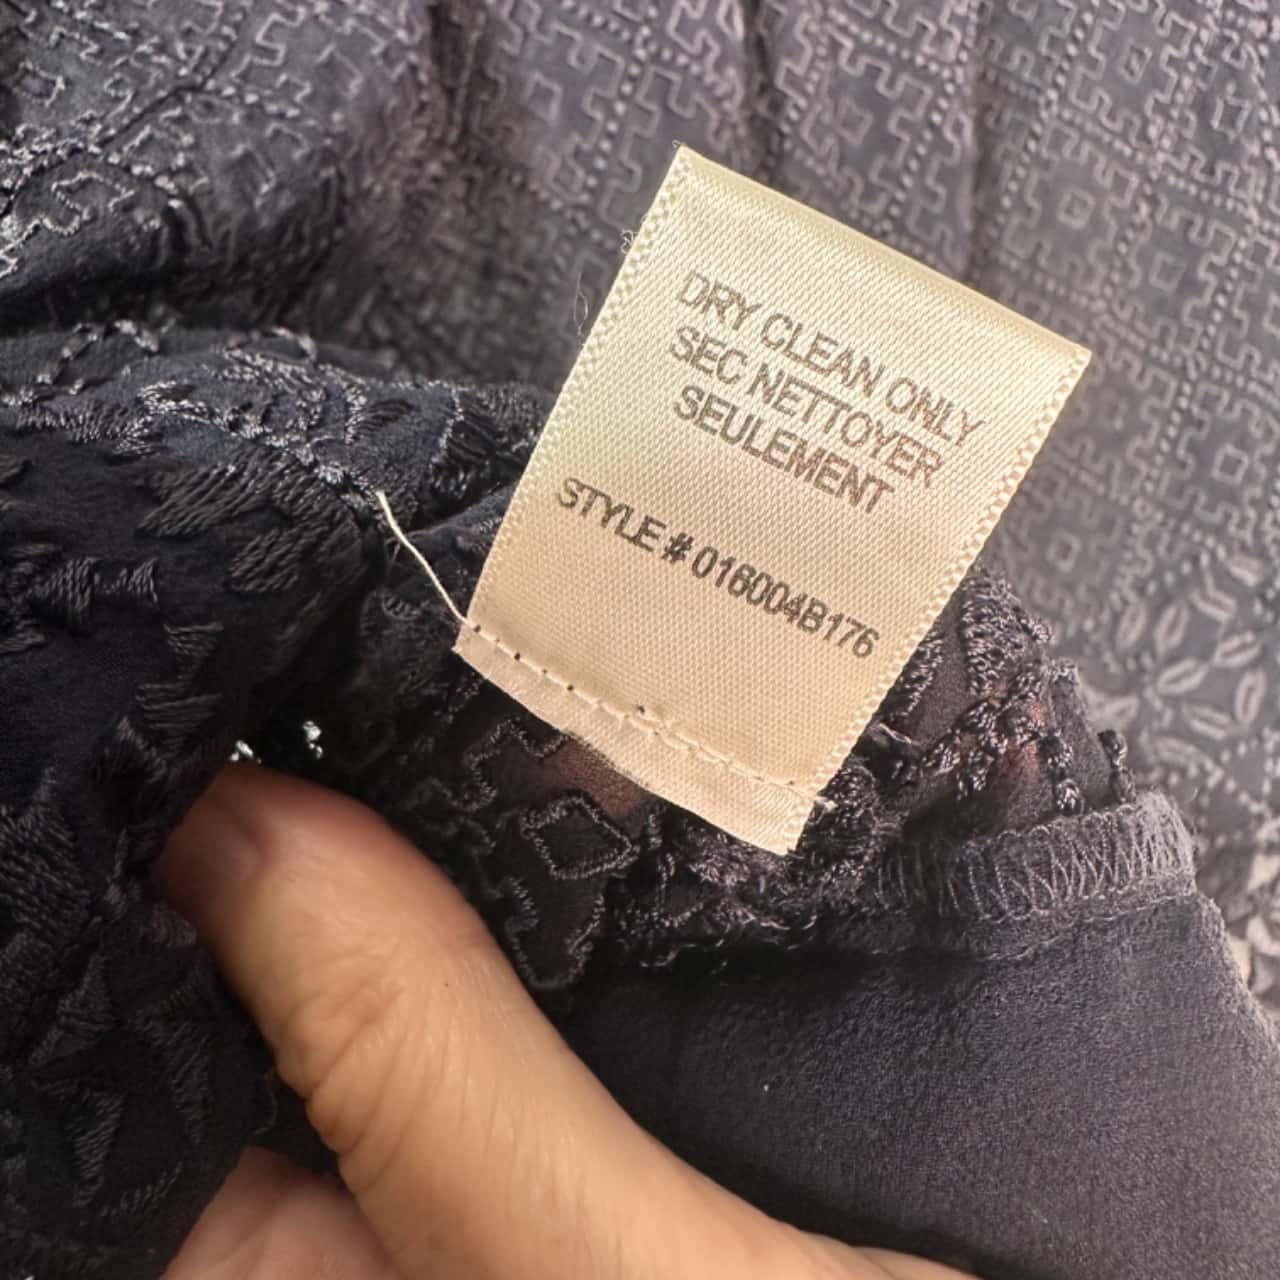 DRY CLEAN ONLY
SEC NETTOYER
SEULEMENT
STYLE # 016004B176